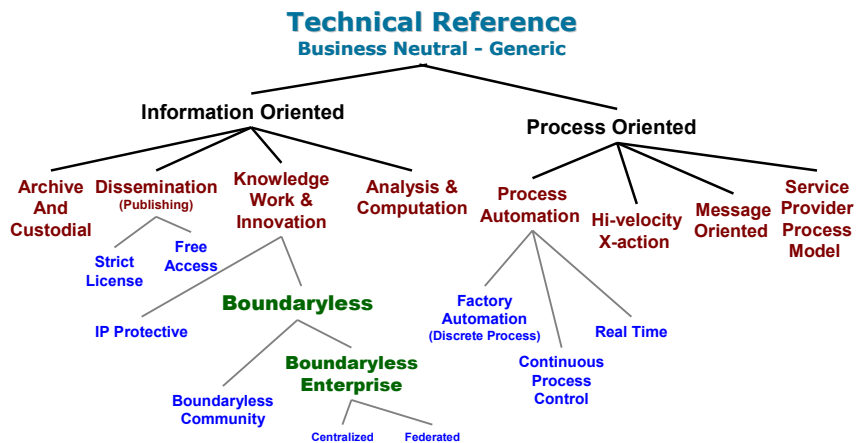 Technical Reference
Business Neutral - Generic
Information Oriented
Process Oriented
Archive
And
Custodial
Dissemination
(Publishing)
Knowledge
Work &
Innovation
Analysis &
Computation
Process
Automation
Hi-velocity
X-action
Message
Oriented
Service
Provider
Process
Model
Strict
License
Free
Access
IP Protective
Boundaryless
Factory
Automation
(Discrete Process)
Real Time
Boundaryless
Enterprise
Continuous
Process
Control
Boundaryless
Community
Centralized
Federated